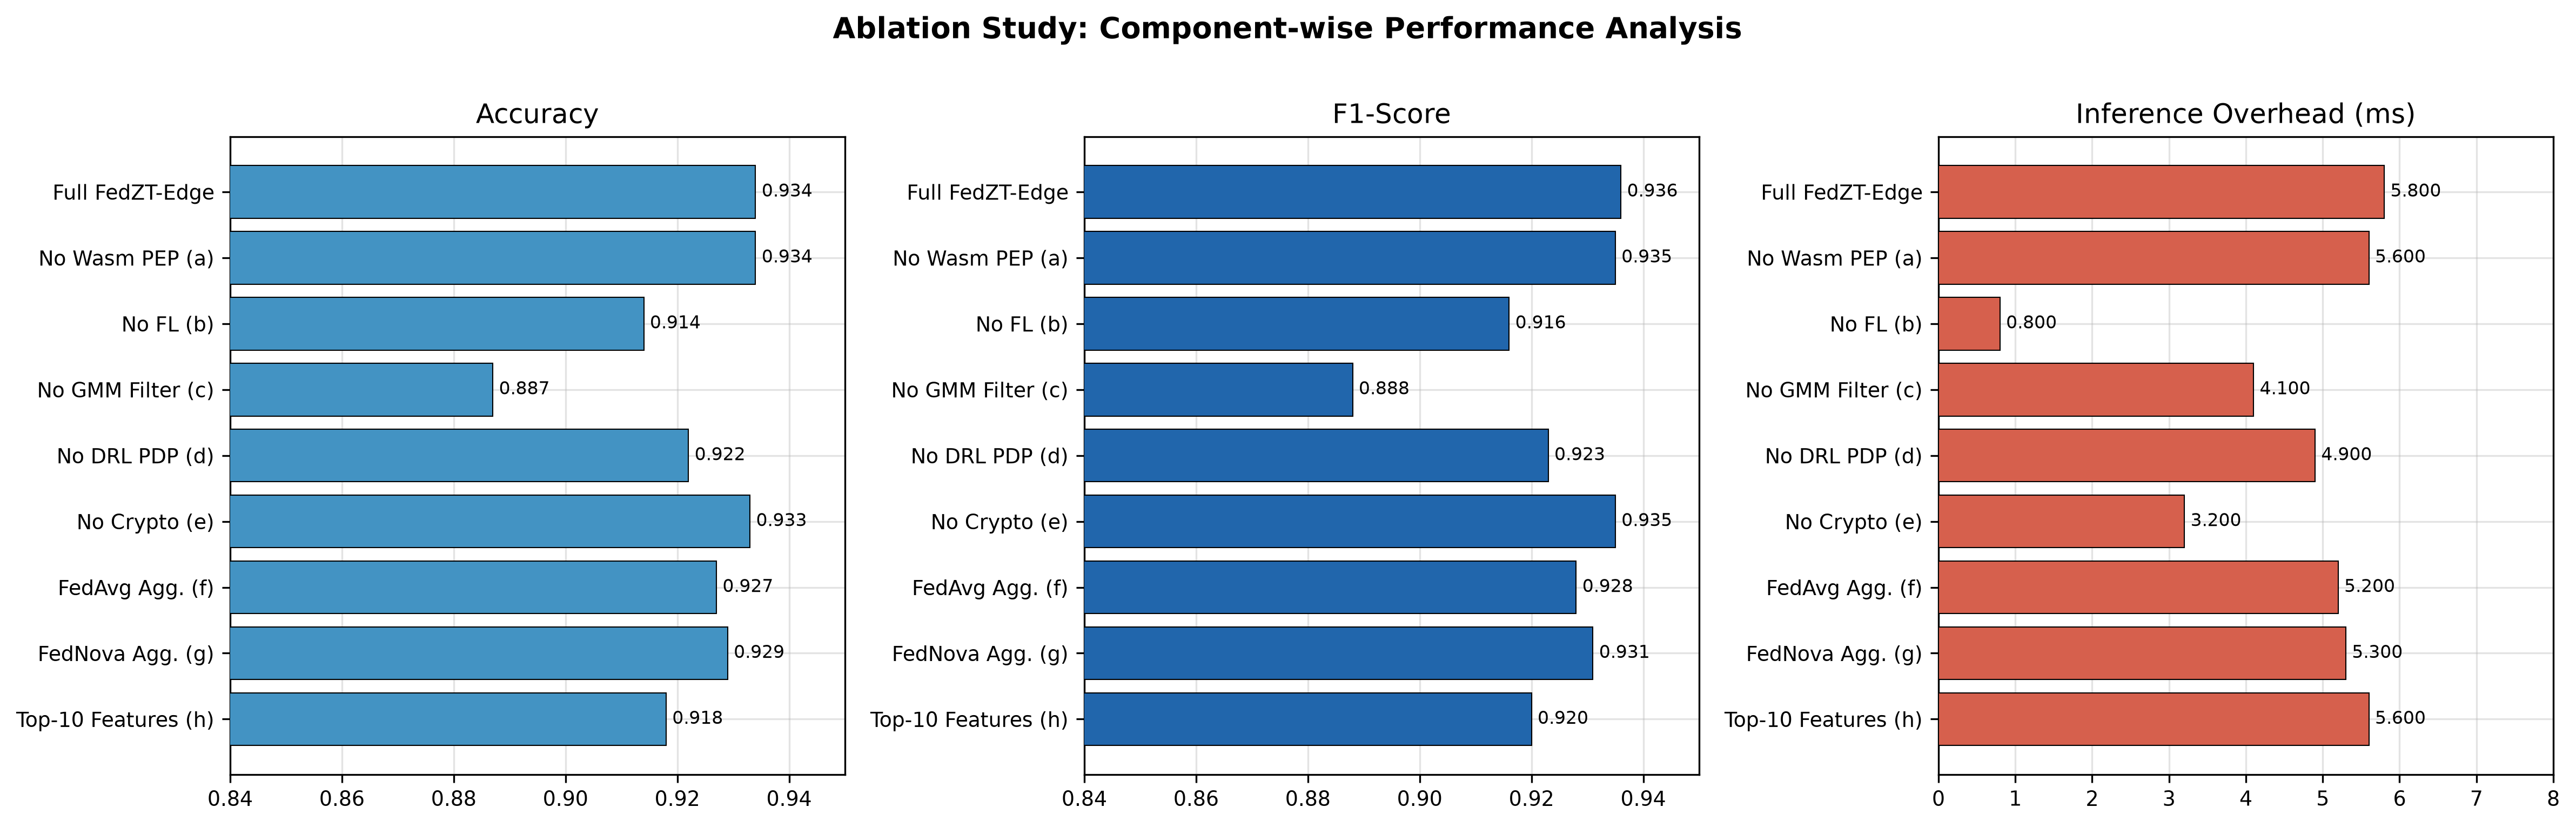 Ablation Study: Component-wise Performance Analysis
Accuracy
Full FedZT-Edge 0.934
No Wasm PEP (a) 0.934
No FL (b) 0.914
No GMM Filter (c) 0.887
No DRL PDP (d) 0.922
No Crypto (e) 0.933
FedAvg Agg. (f) 0.927
FedNova Agg. (g) 0.929
Top-10 Features (h) 0.918
0.84 0.86 0.88 0.90 0.92 0.94
F1-Score
Full FedZT-Edge 0.936
No Wasm PEP (a) 0.935
No FL (b) 0.916
No GMM Filter (c) 0.888
No DRL PDP (d) 0.923
No Crypto (e) 0.935
FedAvg Agg. (f) 0.928
FedNova Agg. (g) 0.931
Top-10 Features (h) 0.920
0.84 0.86 0.88 0.90 0.92 0.94
Inference Overhead (ms)
Full FedZT-Edge 5.800
No Wasm PEP (a) 5.600
No FL (b) 0.800
No GMM Filter (c) 4.100
No DRL PDP (d) 4.900
No Crypto (e) 3.200
FedAvg Agg. (f) 5.200
FedNova Agg. (g) 5.300
Top-10 Features (h) 5.600
0 1 2 3 4 5 6 7 8